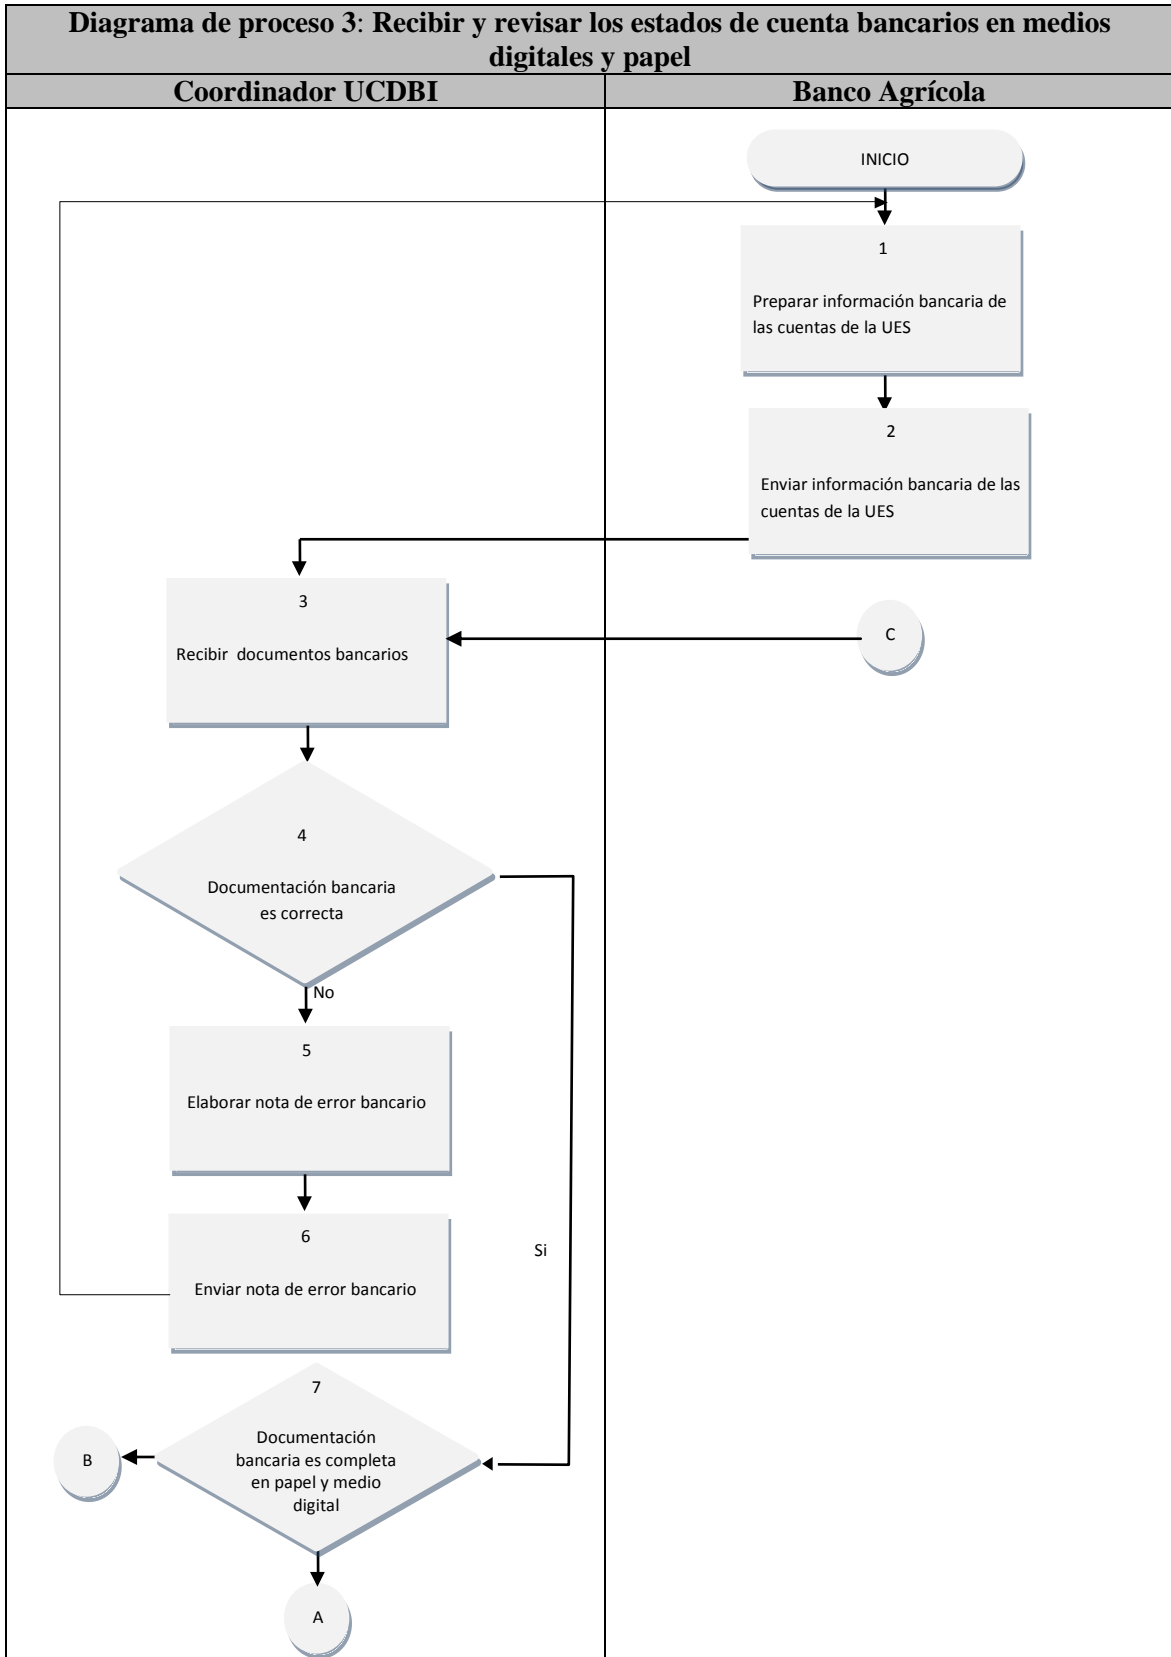 Diagrama de proceso 3: Recibir y revisar los estados de cuenta bancarios en medios
digitales y papel
Coordinador UCDBI
Banco Agrícola
INICIO
1
Preparar información bancaria de
las cuentas de la UES
2
Enviar información bancaria de las
cuentas de la UES
3
Recibir documentos bancarios
C
4
Documentación bancaria
es correcta
No
5
Elaborar nota de error bancario
6
Enviar nota de error bancario
Si
7
Documentación
bancaria es completa
en papel y medio
digital
B
A